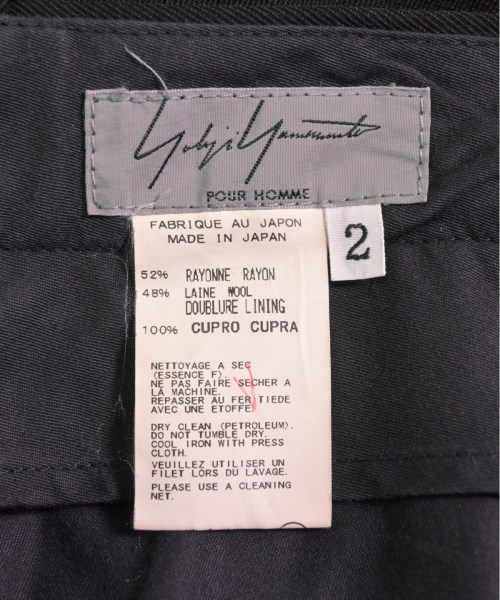 Yohji Yamamoto
POUR HOMME
FABRIQUE AU JAPON
MADE IN JAPAN
2
52% RAYONNE RAYON
48% LAINE WOOL
DOUBLURE LINING
100% CUPRO CUPRA
NETTOYAGE A SEC
(ESSENCE F).
NE PAS FAIRE SECHER A
LA MACHINE.
REPASSER AU FER TIEDE
AVEC UNE ETOFFE.
DRY CLEAN (PETROLEUM).
DO NOT TUMBLE DRY.
COOL IRON WITH PRESS
CLOTH.
VEUILLEZ UTILISER UN
FILET LORS DU LAVAGE.
PLEASE USE A CLEANING
NET.